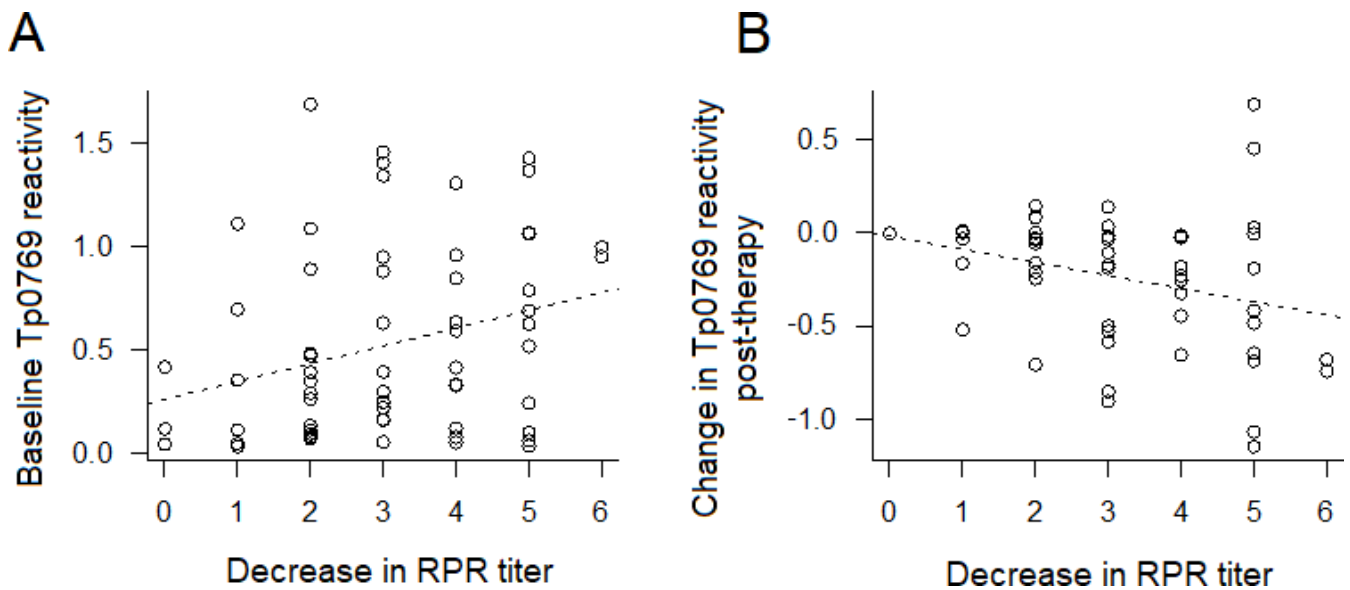 A
Baseline Tp0769 reactivity
1.5
1.0
0.5
0.0
0 1 2 3 4 5 6
Decrease in RPR titer
B
Change in Tp0769 reactivity
post-therapy
0.5
0.0
-0.5
-1.0
0 1 2 3 4 5 6
Decrease in RPR titer